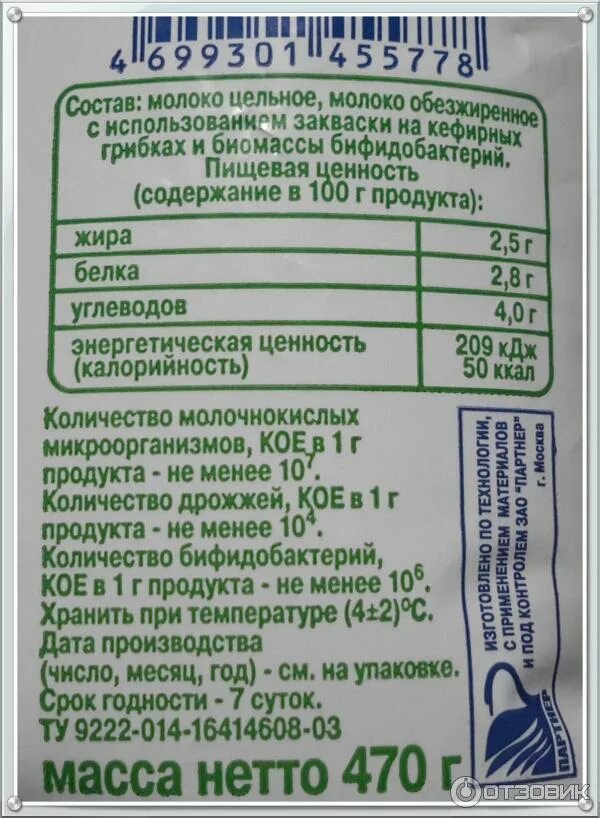 4 699301 455778
Состав: молоко цельное, молоко обезжиренное
с использованием закваски на кефирных
грибках и биомассы бифидобактерий.
Пищевая ценность
(содержание в 100 г продукта):
жира 2,5 г
белка 2,8 г
углеводов 4,0 г
энергетическая ценность 209 кДж
(калорийность) 50 ккал
Количество молочнокислых
микроорганизмов, КОЕ в 1 г
продукта - не менее 10⁷.
Количество дрожжей, КОЕ в 1 г
продукта - не менее 10⁴.
Количество бифидобактерий,
КОЕ в 1 г продукта - не менее 10⁶.
Хранить при температуре (4±2)°С.
Дата производства
(число, месяц, год) - см. на упаковке.
Срок годности - 7 суток.
ТУ 9222-014-16414608-03
масса нетто 470 г
ИЗГОТОВЛЕНО ПО ТЕХНОЛОГИИ,
С ПРИМЕНЕНИЕМ МАТЕРИАЛОВ
И ПОД КОНТРОЛЕМ ЗАО "ПАРТНЕР"
г. Москва
ПАРТНЕР
ОТЗОВИК